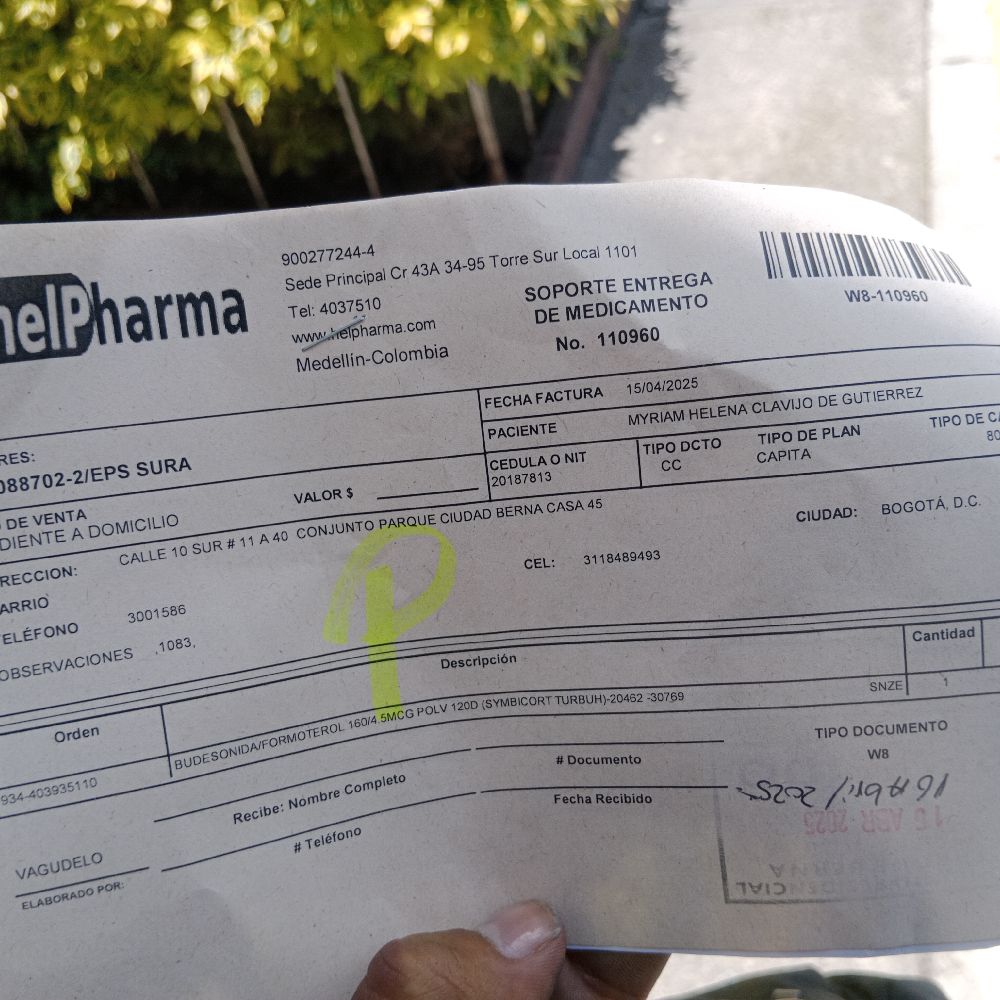 helPharma
900277244-4
Sede Principal Cr 43A 34-95 Torre Sur Local 1101
Tel: 4037510
www.helpharma.com
Medellín-Colombia
SOPORTE ENTREGA
DE MEDICAMENTO
No. 110960
W8-110960
FECHA FACTURA 15/04/2025
PACIENTE MYRIAM HELENA CLAVIJO DE GUTIERREZ
RES:
088702-2/EPS SURA
CEDULA O NIT
20187813
TIPO DCTO
CC
TIPO DE PLAN
CAPITA
TIPO DE CA
80
DE VENTA
DIENTE A DOMICILIO
VALOR $
RECCION: CALLE 10 SUR # 11 A 40 CONJUNTO PARQUE CIUDAD BERNA CASA 45
CIUDAD: BOGOTÁ, D.C.
ARRIO
CEL: 3118489493
TELÉFONO 3001586
OBSERVACIONES ,1083,
P
Orden
Descripción
Cantidad
934-403935110
BUDESONIDA/FORMOTEROL 160/4.5MCG POLV 120D (SYMBICORT TURBUH)-20462 -30769
SNZE
1
TIPO DOCUMENTO
W8
Recibe: Nombre Completo
# Documento
# Teléfono
Fecha Recibido
VAGUDELO
ELABORADO POR:
16 Abril 2025
16 ABR 2025
BERNA